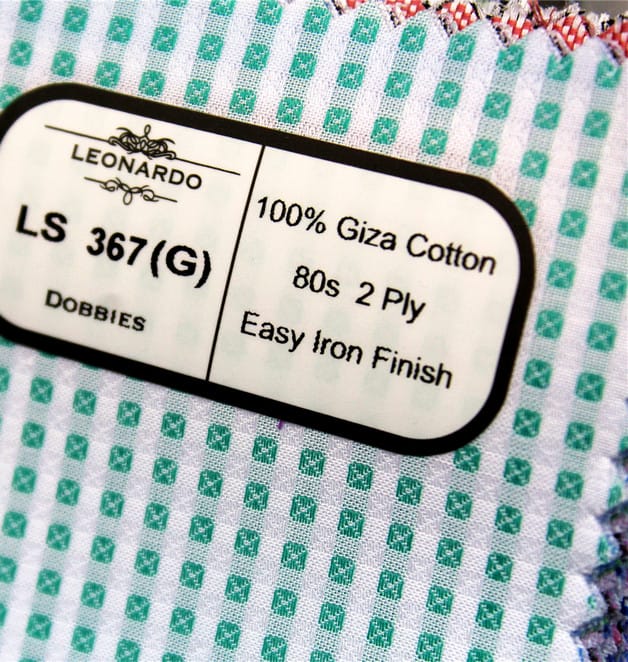 LEONARDO
LS 367(G)
DOBBIES
100% Giza Cotton
80s 2 Ply
Easy Iron Finish